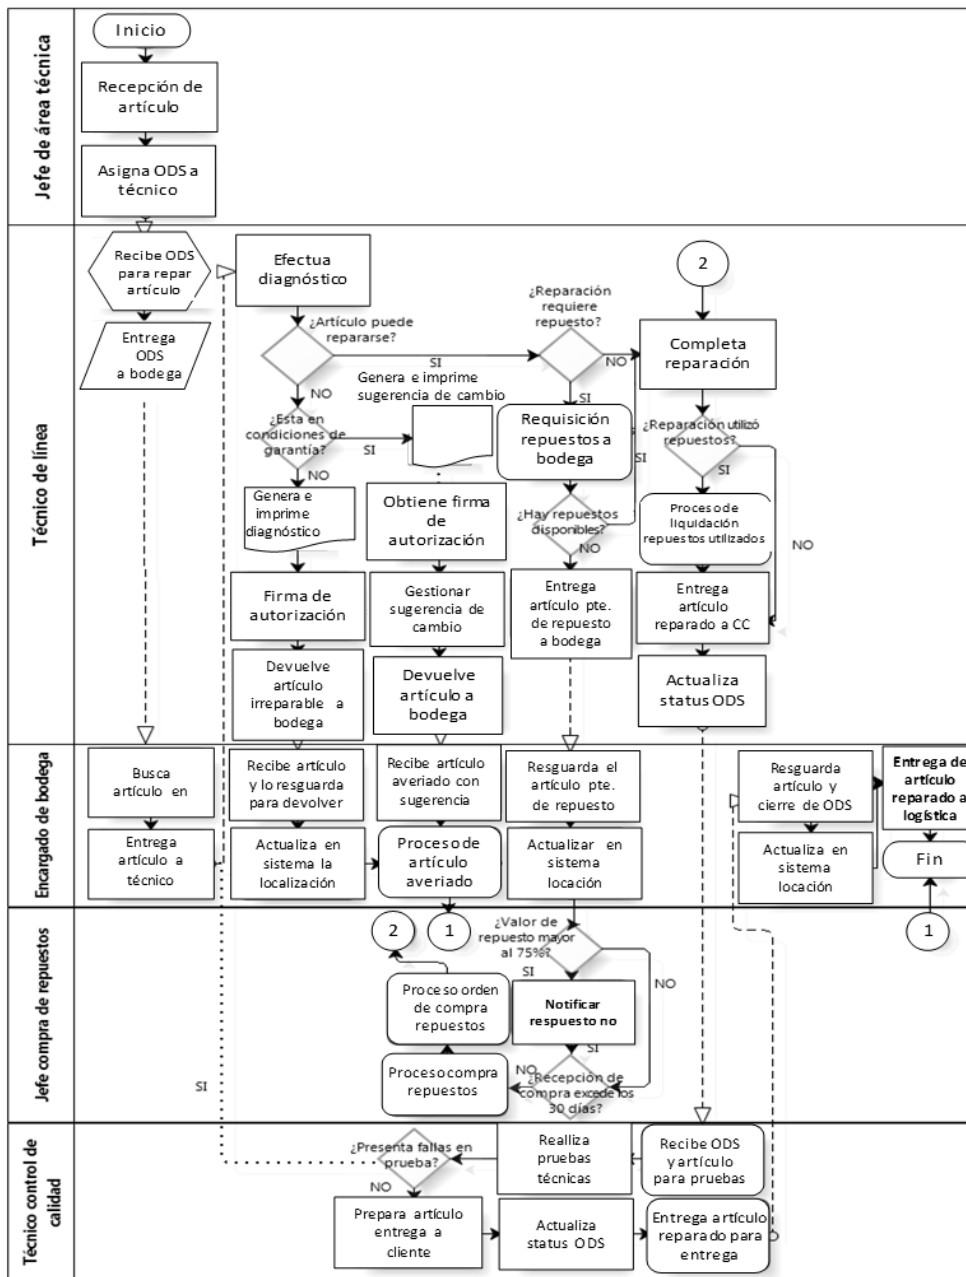 Jefe de área técnica
Inicio
Recepción de
artículo
Asigna ODS a
técnico
Técnico de línea
Recibe ODS
para repar
artículo
Entrega
ODS
a bodega
Efectua
diagnóstico
¿Artículo puede
repararse?
SI
NO
¿Esta en
condiciones de
garantía?
SI
NO
Genera e imprime
sugerencia de cambio
Genera e
imprime
diagnóstico
Firma de
autorización
Devuelve
artículo
irreparable a
bodega
Obtiene firma
de
autorización
Gestionar
sugerencia de
cambio
Devuelve
artículo a
bodega
¿Reparación
requiere
repuesto?
NO
SI
Requisición
repuestos a
bodega
SI
¿Hay repuestos
disponibles?
NO
Entrega
artículo pte.
de repuesto
a bodega
2
Completa
reparación
¿Reparación utilizó
repuestos?
SI
NO
Proceso de
liquidación
repuestos utilizados
Entrega
artículo
reparado a CC
Actualiza
status ODS
Encargado de bodega
Busca
artículo en
Entrega
artículo a
técnico
Recibe artículo
y lo resguarda
para devolver
Actualiza en
sistema la
localización
Recibe artículo
averiado con
sugerencia
Proceso de
artículo
averiado
1
Resguarda el
artículo pte.
de repuesto
Actualizar en
sistema
locación
Resguarda
artículo y
cierre de ODS
Actualiza en
sistema
locación
Entrega de
artículo
reparado a
logística
Fin
1
Jefe compra de repuestos
2
¿Valor de
repuesto mayor
al 75%?
SI
NO
Notificar
respuesto no
SI
¿Recepción de
compra excede los
30 días?
NO
Proceso orden
de compra
repuestos
Proceso compra
repuestos
SI
Técnico control de
calidad
¿Presenta fallas en
prueba?
NO
Realliza
pruebas
técnicas
Recibe ODS
y artículo
para pruebas
Prepara artículo
entrega a
cliente
Actualiza
status ODS
Entrega artículo
reparado para
entrega